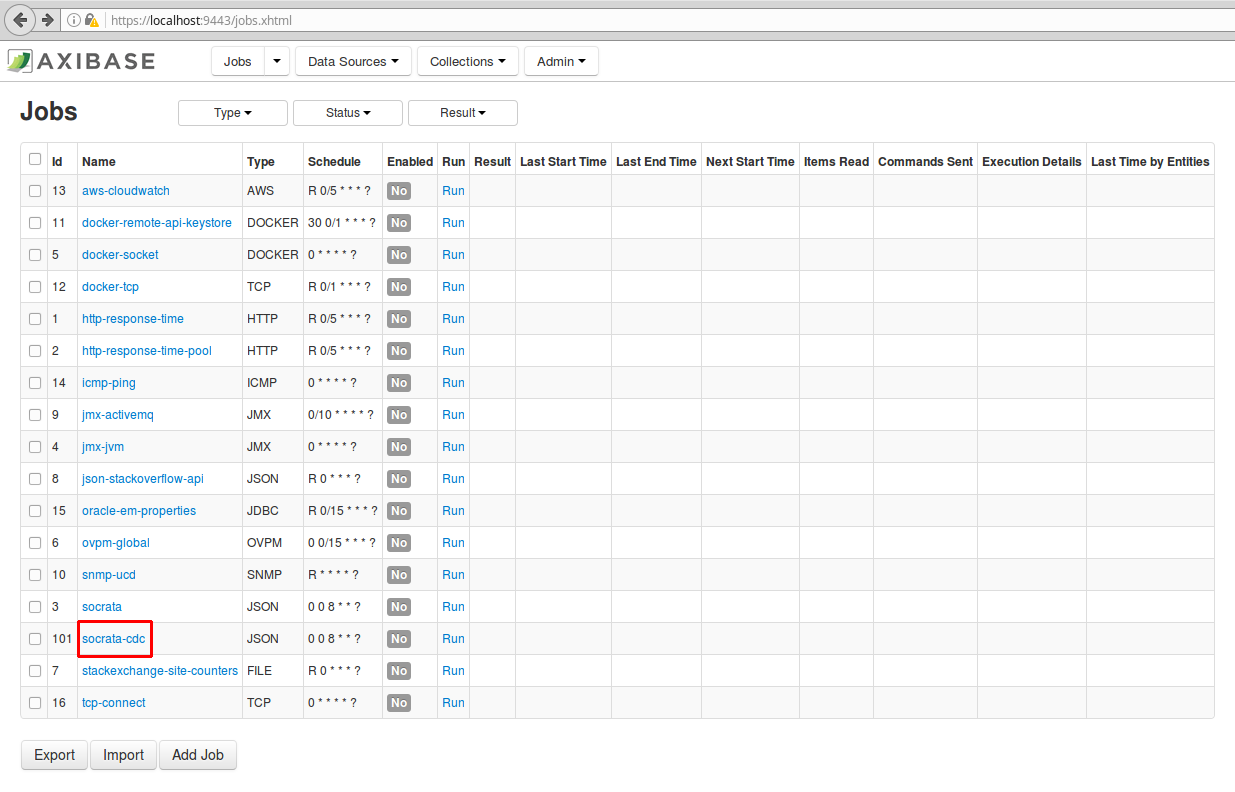 https://localhost:9443/jobs.xhtml
AXIBASE Jobs Data Sources Collections Admin
Jobs Type Status Result
Id Name Type Schedule Enabled Run Result Last Start Time Last End Time Next Start Time Items Read Commands Sent Execution Details Last Time by Entities
13 aws-cloudwatch AWS R 0/5 * * * ? No Run
11 docker-remote-api-keystore DOCKER 30 0/1 * * * ? No Run
5 docker-socket DOCKER 0 * * * * ? No Run
12 docker-tcp TCP R 0/1 * * * ? No Run
1 http-response-time HTTP R 0/5 * * * ? No Run
2 http-response-time-pool HTTP R 0/5 * * * ? No Run
14 icmp-ping ICMP 0 * * * * ? No Run
9 jmx-activemq JMX 0/10 * * * * ? No Run
4 jmx-jvm JMX 0 * * * * ? No Run
8 json-stackoverflow-api JSON R 0 * * * ? No Run
15 oracle-em-properties JDBC R 0/15 * * * ? No Run
6 ovpm-global OVPM 0 0/15 * * * ? No Run
10 snmp-ucd SNMP R * * * * ? No Run
3 socrata JSON 0 0 8 * * ? No Run
101 socrata-cdc JSON 0 0 8 * * ? No Run
7 stackexchange-site-counters FILE R 0 * * * ? No Run
16 tcp-connect TCP 0 * * * * ? No Run
Export Import Add Job